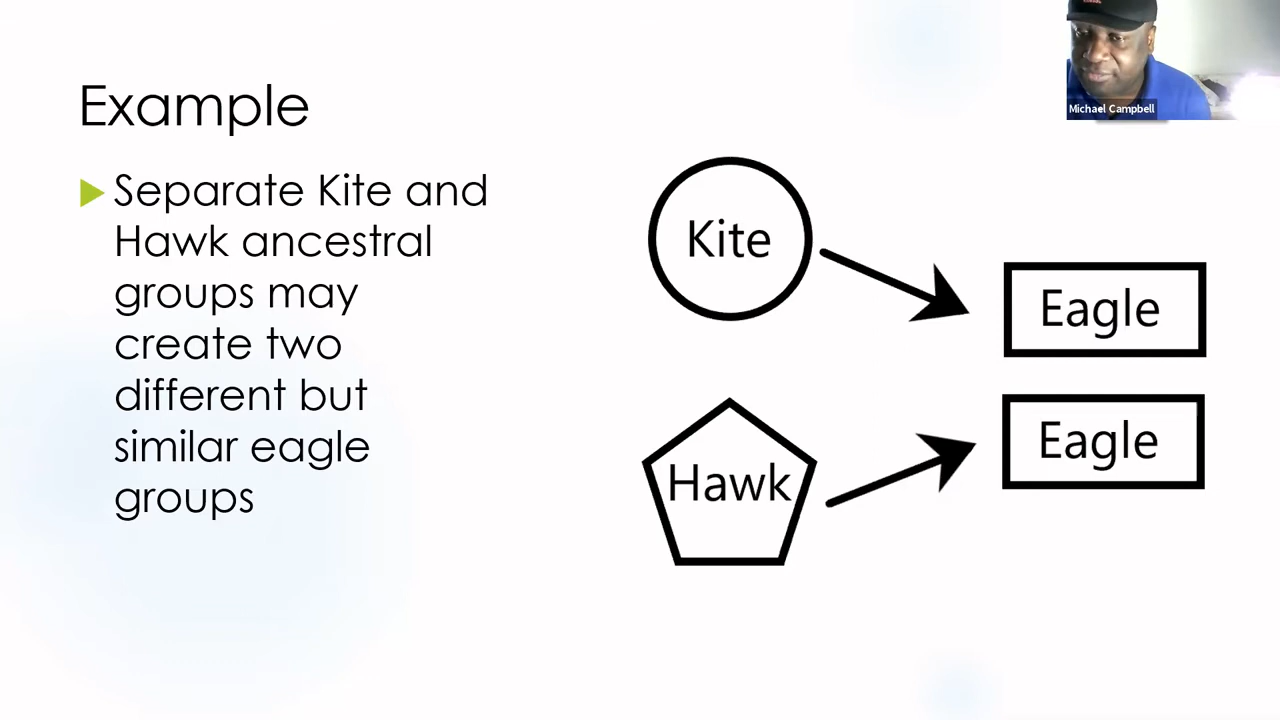 Michael Campbell
Example
Separate Kite and
Hawk ancestral
groups may
create two
different but
similar eagle
groups
Kite
Eagle
Eagle
Hawk